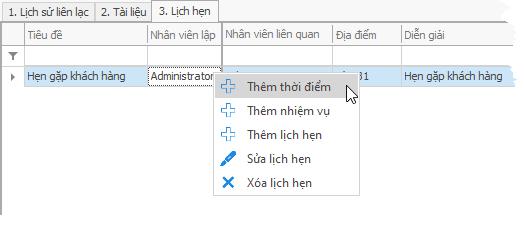 1. Lịch sử liên lạc 2. Tài liệu 3. Lịch hẹn
Tiêu đề Nhân viên lập Nhân viên liên quan Địa điểm Diễn giải
Hẹn gặp khách hàng Administrator 31 Hẹn gặp khách hàng
Thêm thời điểm
Thêm nhiệm vụ
Thêm lịch hẹn
Sửa lịch hẹn
Xóa lịch hẹn